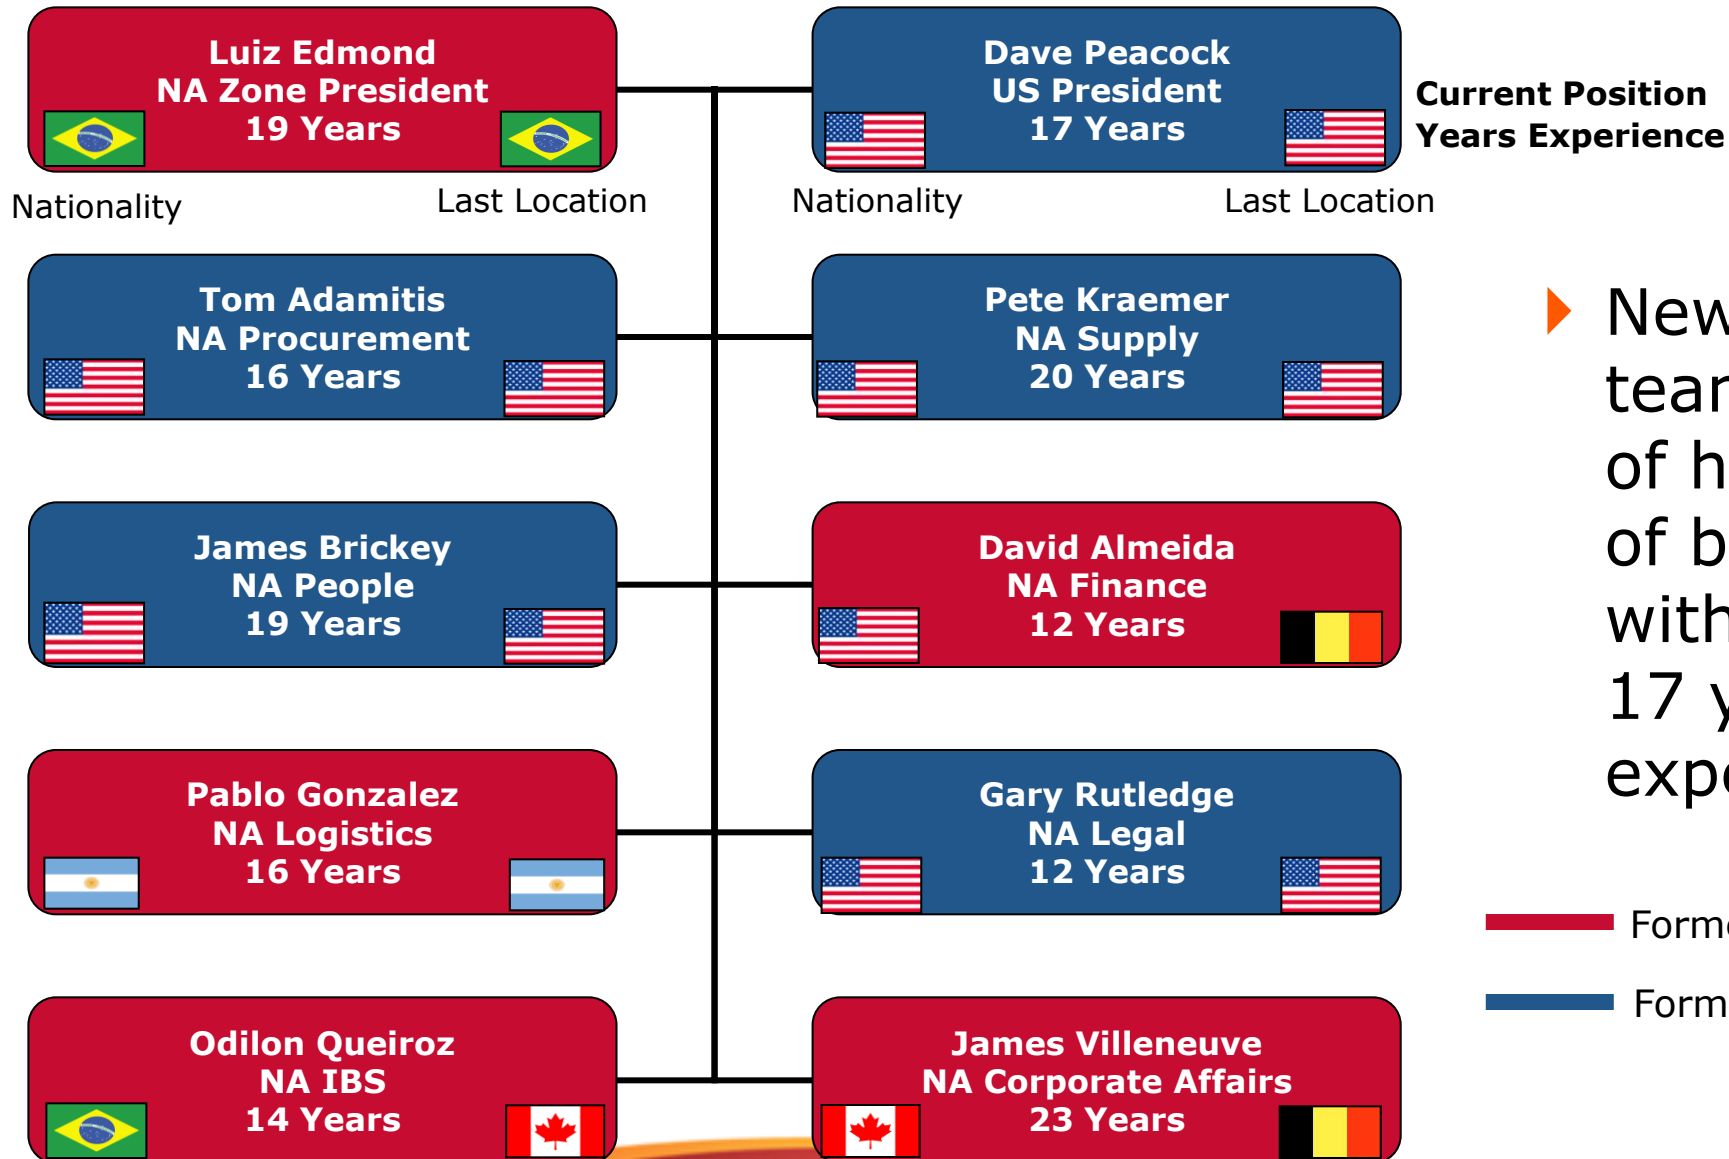 Luiz Edmond
NA Zone President
19 Years
Dave Peacock
US President
17 Years
Current Position
Years Experience
Nationality
Last Location
Nationality
Last Location
Tom Adamitis
NA Procurement
16 Years
Pete Kraemer
NA Supply
20 Years
James Brickey
NA People
19 Years
David Almeida
NA Finance
12 Years
Pablo Gonzalez
NA Logistics
16 Years
Gary Rutledge
NA Legal
12 Years
Odilon Queiroz
NA IBS
14 Years
James Villeneuve
NA Corporate Affairs
23 Years
New
of
17